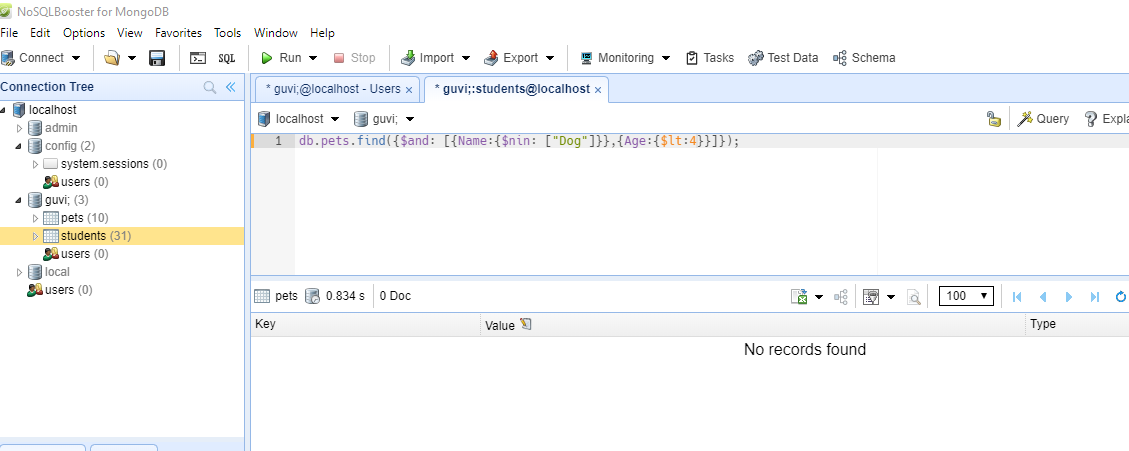 NoSQLBooster for MongoDB
File Edit Options View Favorites Tools Window Help
Connect SQL Run Stop Import Export Monitoring Tasks Test Data Schema
Connection Tree
localhost
admin
config (2)
system.sessions (0)
users (0)
guvi; (3)
pets (10)
students (31)
users (0)
local
users (0)
* guvi;@localhost - Users × * guvi;:students@localhost ×
localhost guvi; Query Expla
1 db.pets.find({$and: [{Name:{$nin: ["Dog"]}},{Age:{$lt:4}}]});
pets 0.834 s 0 Doc 100
Key Value Type
No records found